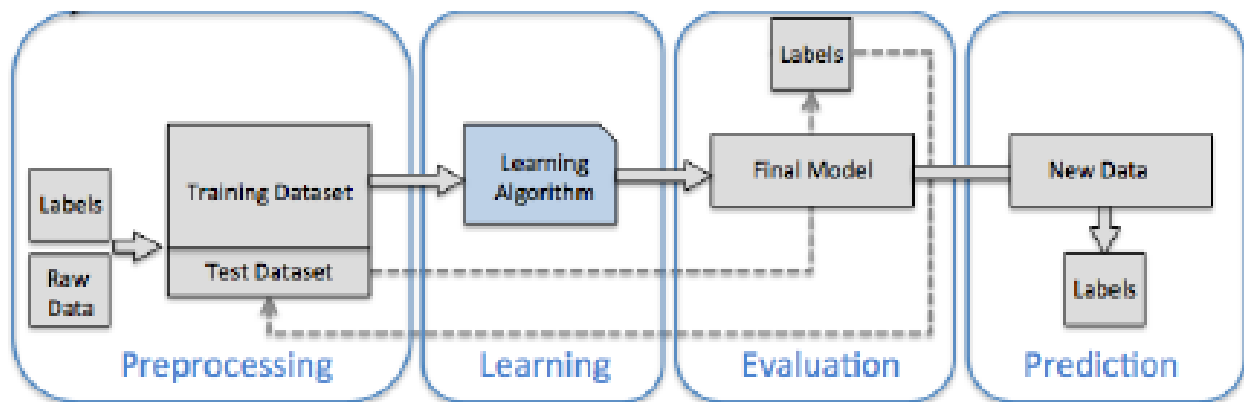 Labels
Raw
Data
Training Dataset
Test Dataset
Preprocessing
Learning
Algorithm
Learning
Labels
Final Model
Evaluation
New Data
Labels
Prediction